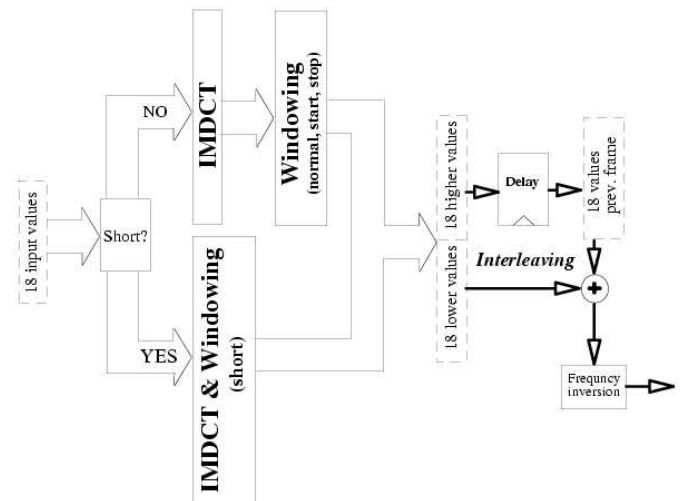 18 input values
Short?
NO
YES
IMDCT
Windowing
(normal, start, stop)
IMDCT & Windowing
(short)
18 higher values
18 lower values
Delay
18 values
prev. frame
Interleaving
+
Frequncy
inversion